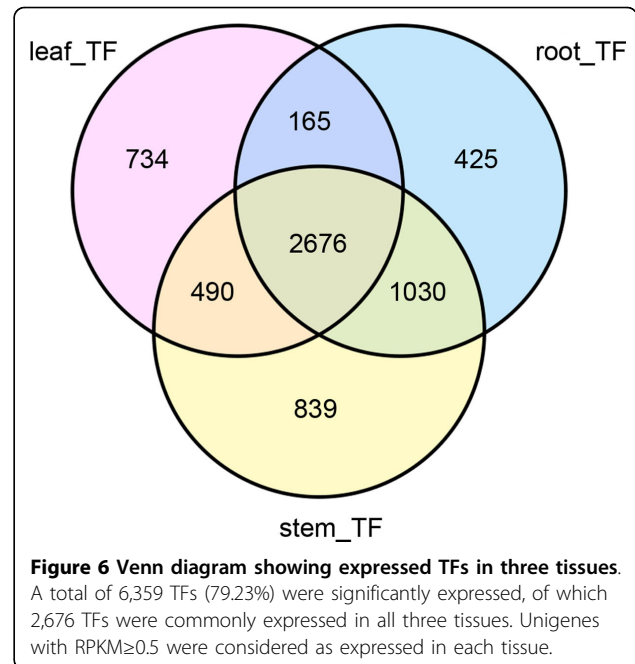 leaf_TF
root_TF
165
734
425
2676
490
1030
839
stem_TF
Figure 6 Venn diagram showing expressed TFs in three tissues.
A total of 6,359 TFs (79.23%) were significantly expressed, of which
2,676 TFs were commonly expressed in all three tissues. Unigenes
with RPKM≥0.5 were considered as expressed in each tissue.